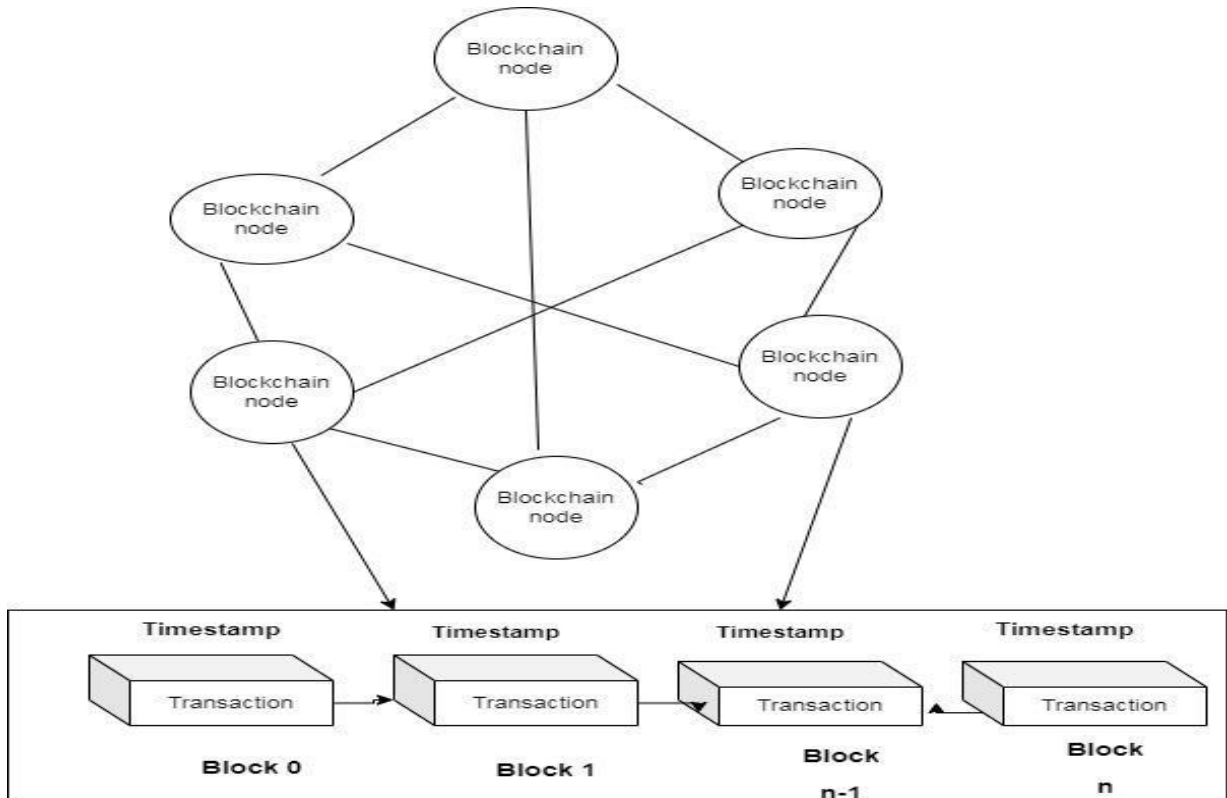 Blockchain
node
Blockchain
node
Blockchain
node
Blockchain
node
Blockchain
node
Blockchain
node
Timestamp
Timestamp
Timestamp
Timestamp
Transaction
Transaction
Transaction
Transaction
Block 0
Block 1
Block
n-1.
Block
n